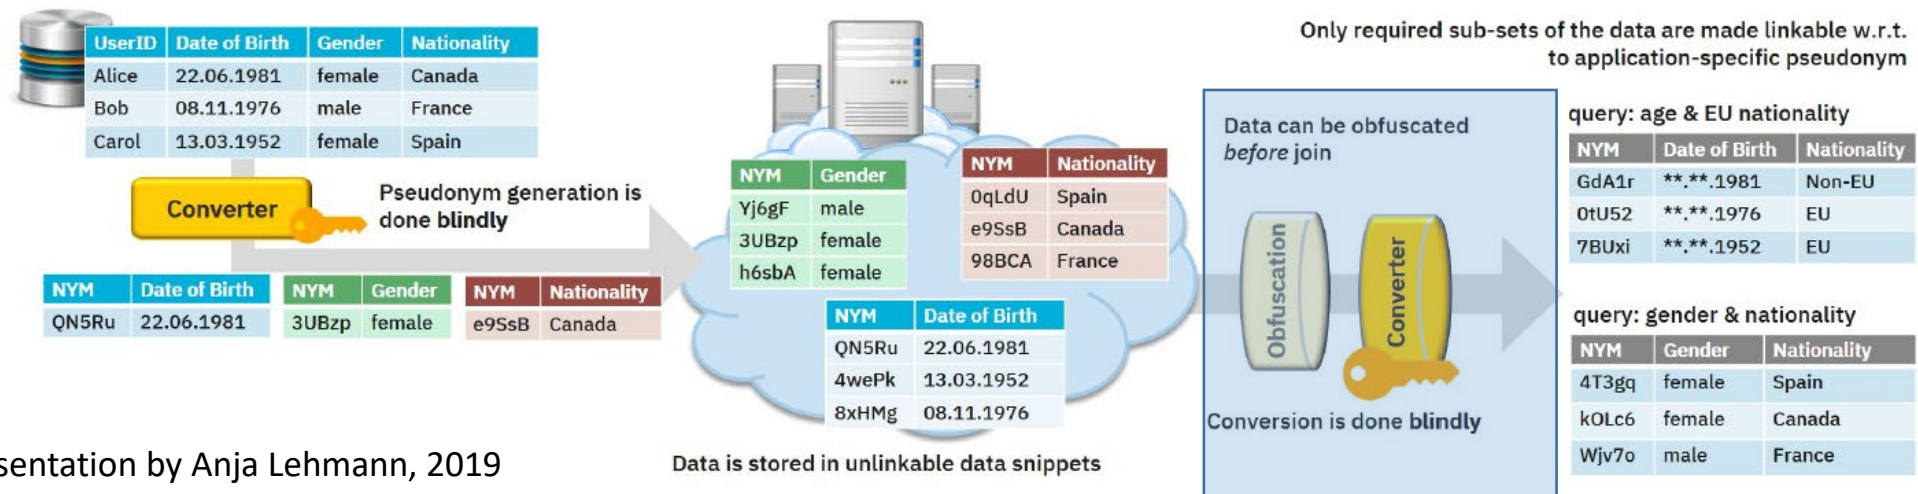 UserID Date of Birth Gender Nationality
Alice 22.06.1981 female Canada
Bob 08.11.1976 male France
Carol 13.03.1952 female Spain
Converter
Pseudonym generation is
done blindly
NYM Date of Birth
QN5Ru 22.06.1981
NYM Gender
3UBzp female
NYM Nationality
e9SsB Canada
NYM Gender
Yj6gF male
3UBzp female
h6sbA female
NYM Nationality
0qLdU Spain
e9SsB Canada
98BCA France
NYM Date of Birth
QN5Ru 22.06.1981
4wePk 13.03.1952
8xHMg 08.11.1976
Data is stored in unlinkable data snippets
Data can be obfuscated
before join
Obfuscation
Converter
Conversion is done blindly
Only required sub-sets of the data are made linkable w.r.t.
to application-specific pseudonym
query: age & EU nationality
NYM Date of Birth Nationality
GdA1r **.**.1981 Non-EU
0tU52 **.**.1976 EU
7BUxi **.**.1952 EU
query: gender & nationality
NYM Gender Nationality
4T3gq female Spain
kOLc6 female Canada
Wjv7o male France
sentation by Anja Lehmann, 2019